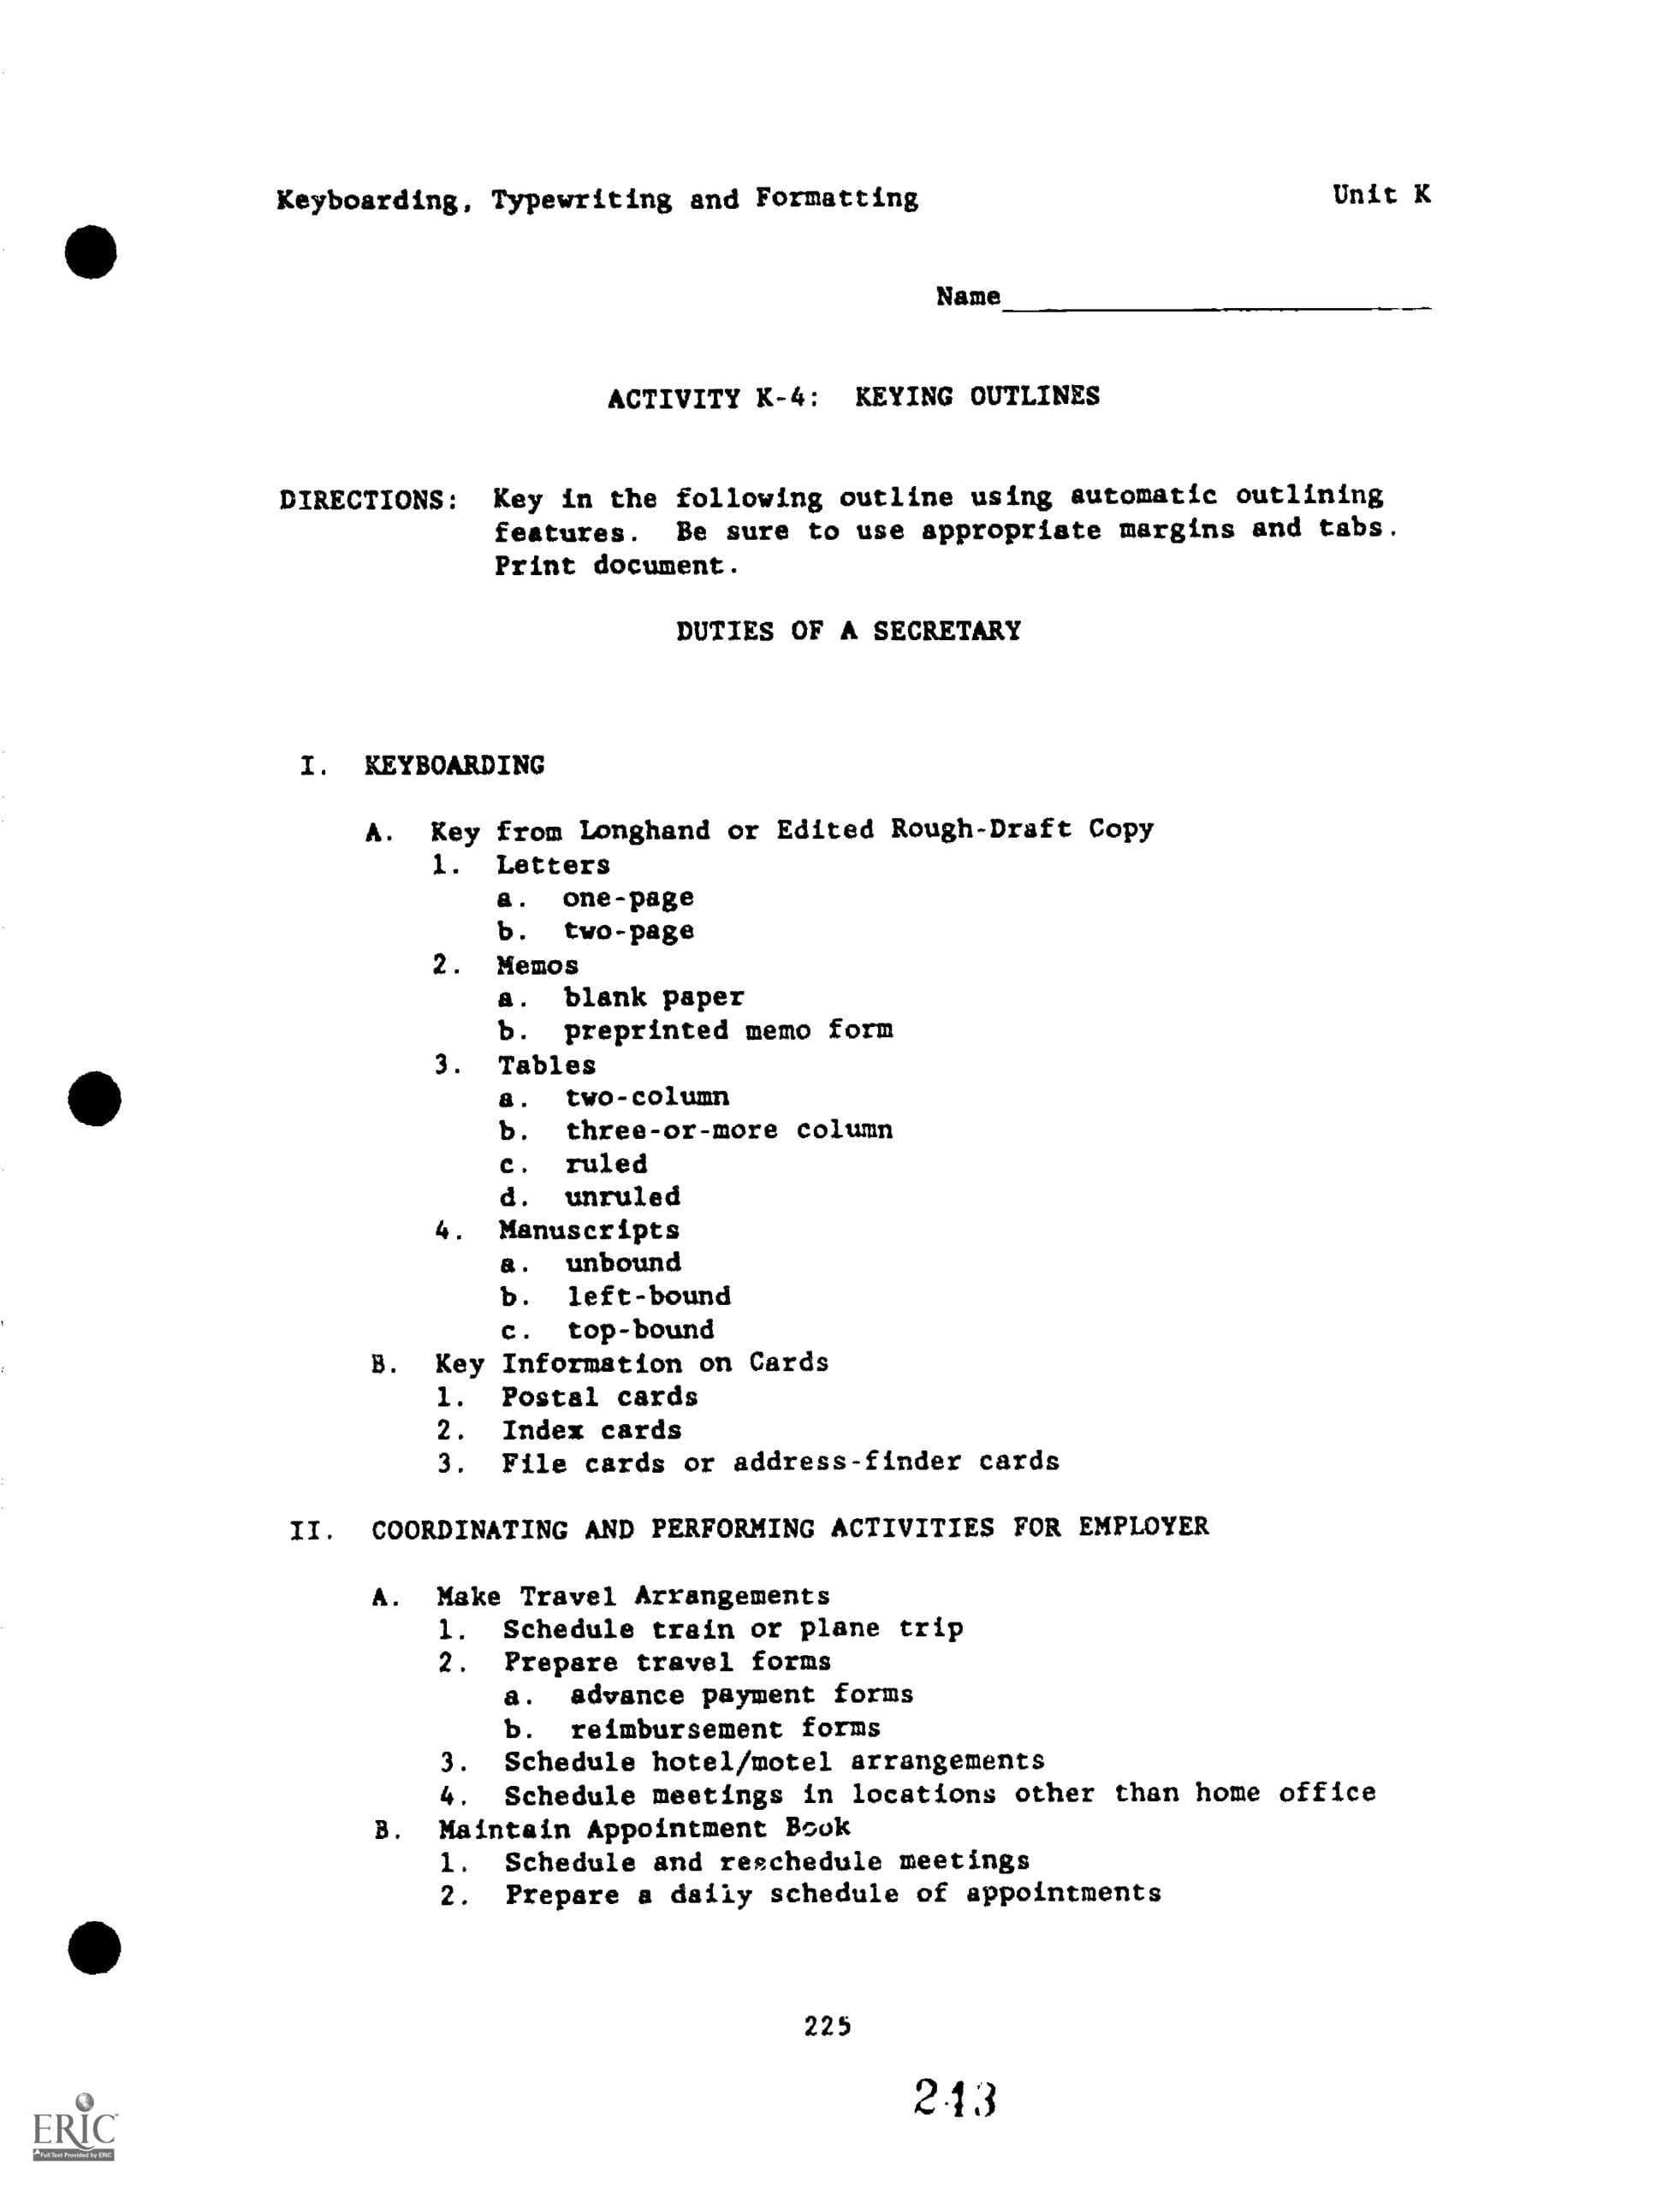 Keyboarding, Typewriting and Formatting Unit K
Name
ACTIVITY K-4: KEYING OUTLINES
DIRECTIONS: Key in the following outline using automatic outlining
features. Be sure to use appropriate margins and tabs.
Print document.
DUTIES OF A SECRETARY
I. KEYBOARDING
A. Key from Longhand or Edited Rough-Draft Copy
1. Letters
a. one-page
b. two-page
2. Memos
a. blank paper
b. preprinted memo form
3. Tables
a. two-column
b. three-or-more column
c. ruled
d. unruled
4. Manuscripts
a. unbound
b. left-bound
c. top-bound
B. Key Information on Cards
1. Postal cards
2. Index cards
3. File cards or address-finder cards
II. COORDINATING AND PERFORMING ACTIVITIES FOR EMPLOYER
A. Make Travel Arrangements
1. Schedule train or plane trip
2. Prepare travel forms
a. advance payment forms
b. reimbursement forms
3. Schedule hotel/motel arrangements
4. Schedule meetings in locations other than home office
B. Maintain Appointment Book
1. Schedule and reschedule meetings
2. Prepare a daily schedule of appointments
225
243
ERIC
Full Text Provided by ERIC